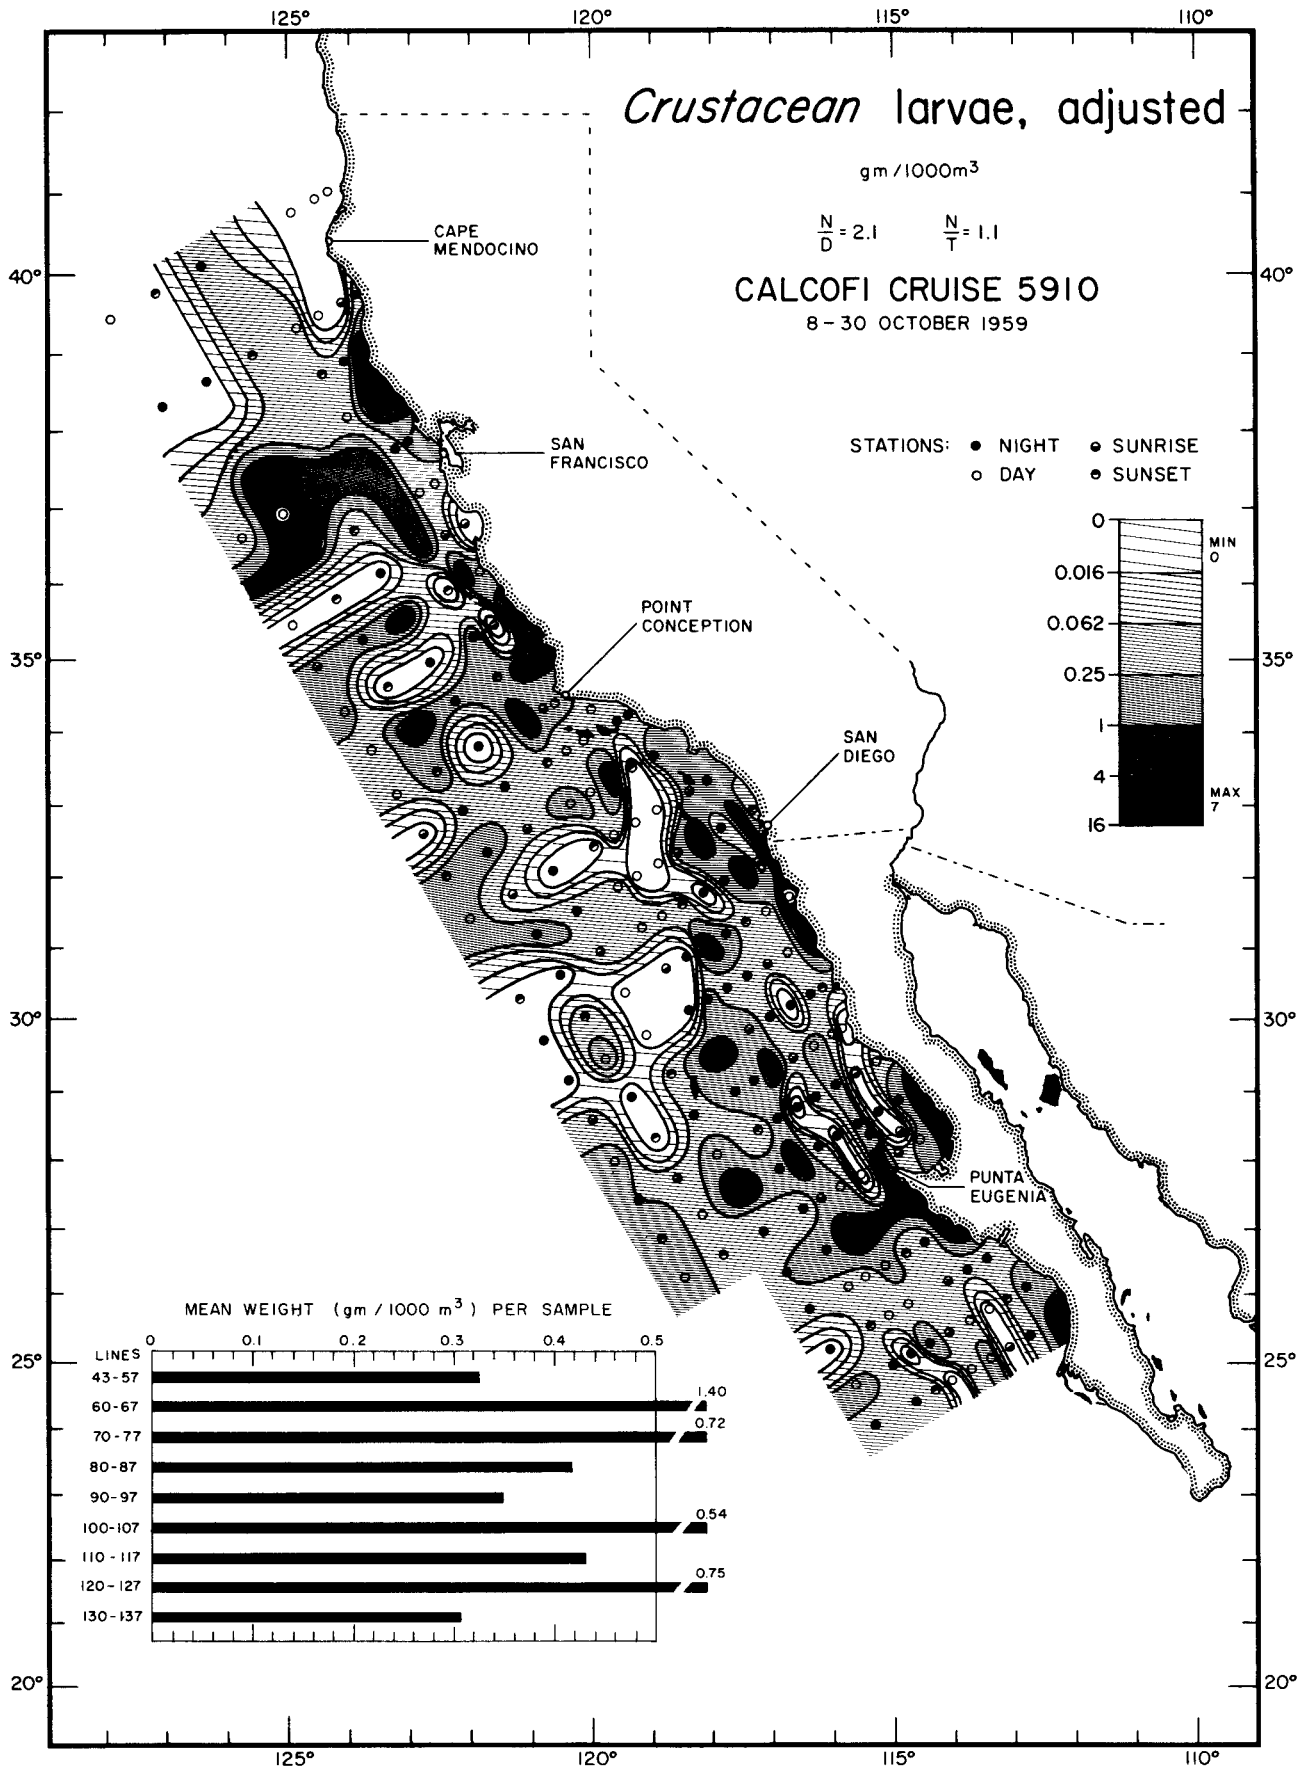 125° 120° 115° 110°
Crustacean larvae, adjusted
gm/1000m³
N/D = 2.1 N/T = 1.1
CALCOFI CRUISE 5910
8-30 OCTOBER 1959
CAPE
MENDOCINO
40° 40°
STATIONS: NIGHT SUNRISE
DAY SUNSET
SAN
FRANCISCO
0
MIN
0
0.016
0.062
0.25
1
4
MAX
7
16
POINT
CONCEPTION
35° 35°
SAN
DIEGO
30° 30°
PUNTA
EUGENIA
MEAN WEIGHT (gm/1000 m³) PER SAMPLE
0 0.1 0.2 0.3 0.4 0.5
LINES
25° 25°
43-57
60-67 1.40
70-77 0.72
80-87
90-97
100-107 0.54
110-117
120-127 0.75
130-137
20° 20°
125° 120° 115° 110°